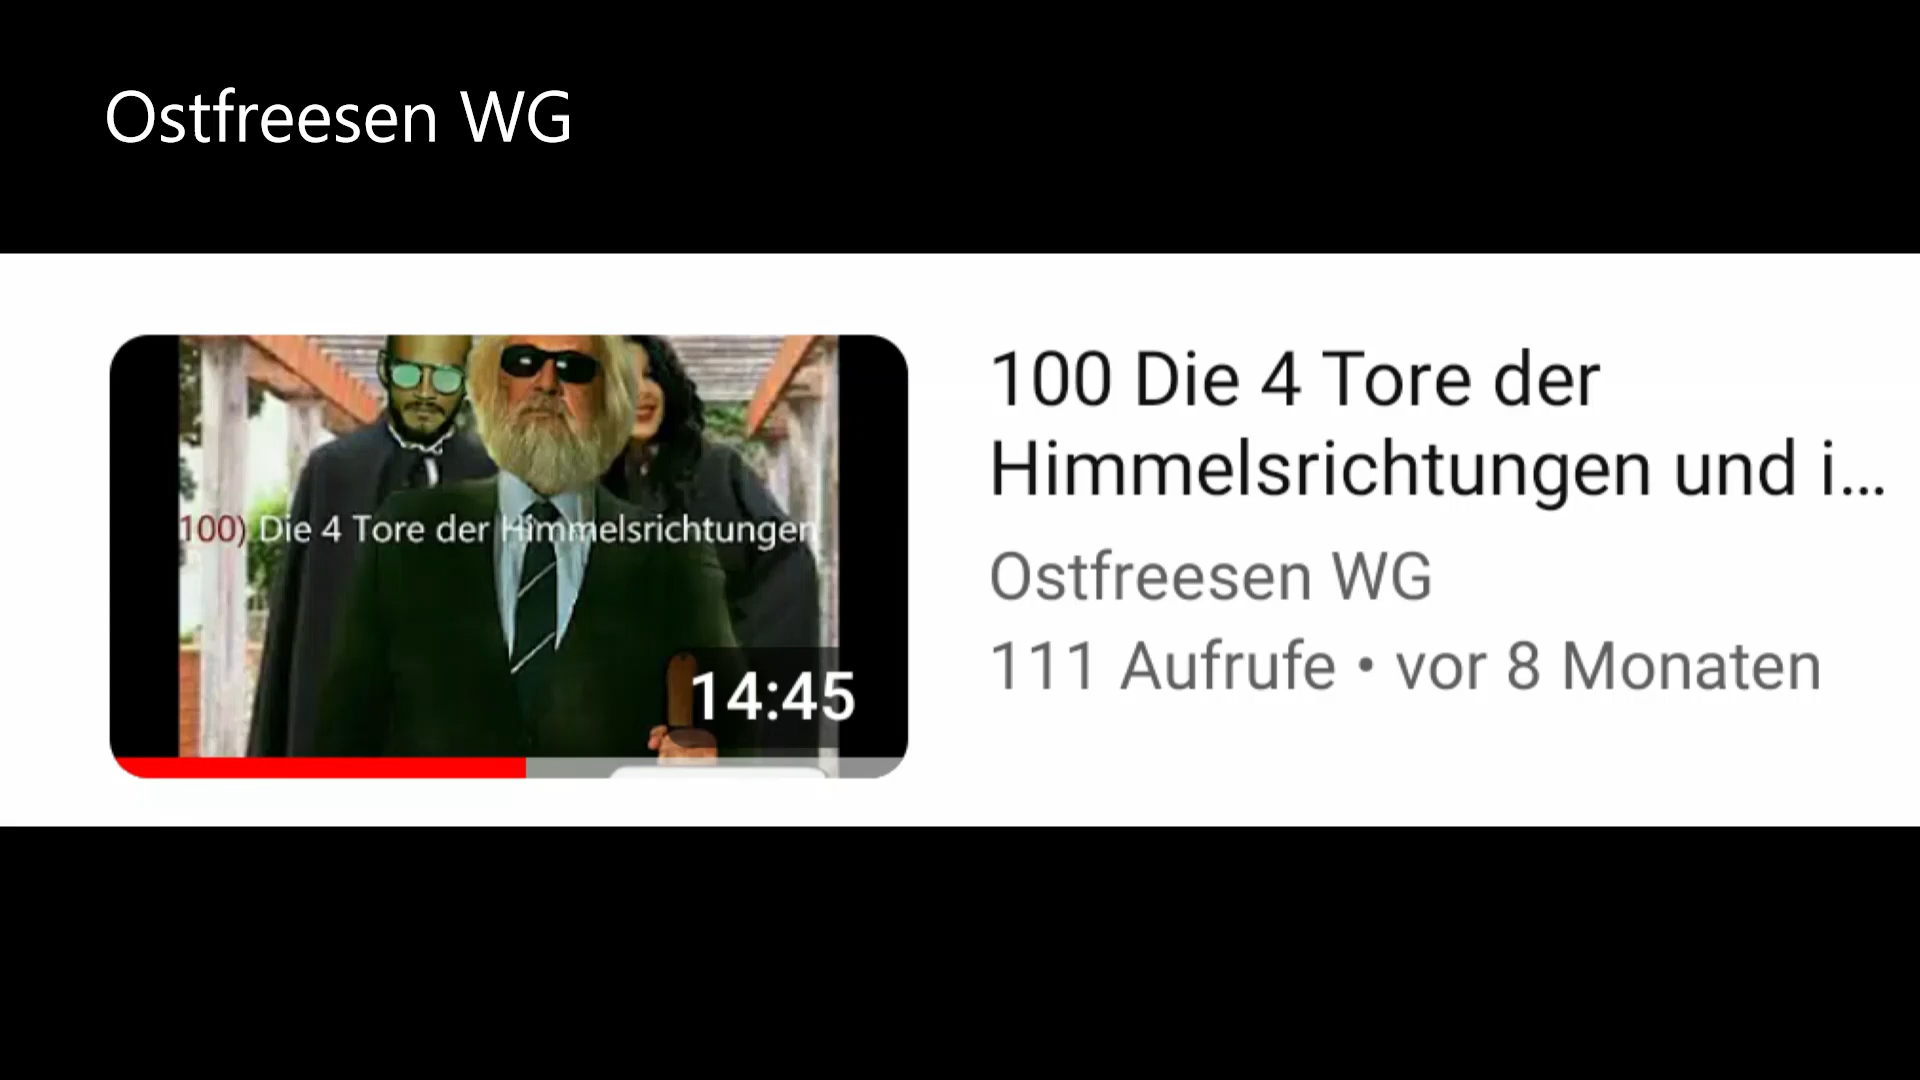 Ostfreesen WG
100) Die 4 Tore der Himmelsrichtungen
14:45
100 Die 4 Tore der
Himmelsrichtungen und i...
Ostfreesen WG
111 Aufrufe • vor 8 Monaten